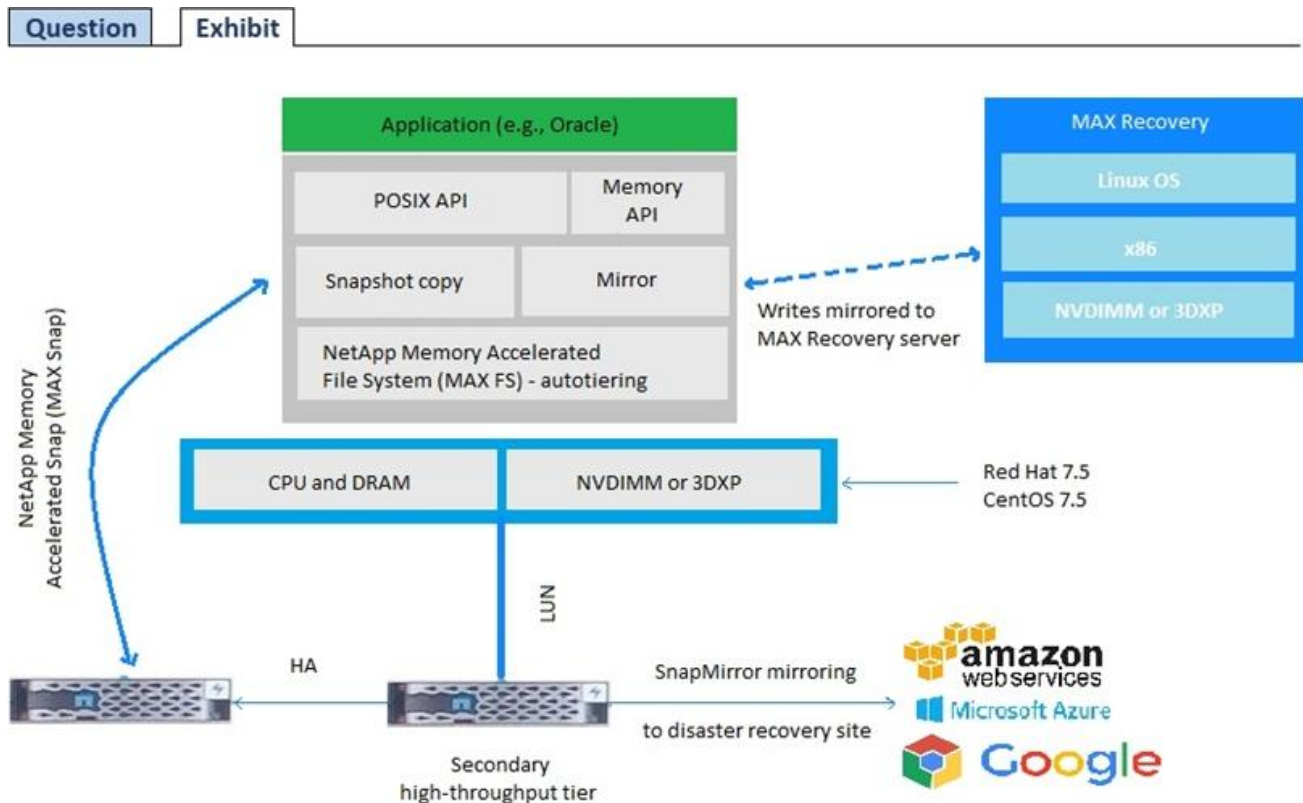 Question
Exhibit
Application (e.g., Oracle)
POSIX API
Memory
API
Snapshot copy
Mirror
NetApp Memory Accelerated
File System (MAX FS) - autotiering
MAX Recovery
Linux OS
x86
NVDIMM or 3DXP
Writes mirrored to
MAX Recovery server
NetApp Memory
Accelerated Snap (MAX Snap)
CPU and DRAM
NVDIMM or 3DXP
Red Hat 7.5
CentOS 7.5
LUN
HA
SnapMirror mirroring
to disaster recovery site
Secondary
high-throughput tier
amazon
webservices
Microsoft Azure
Google